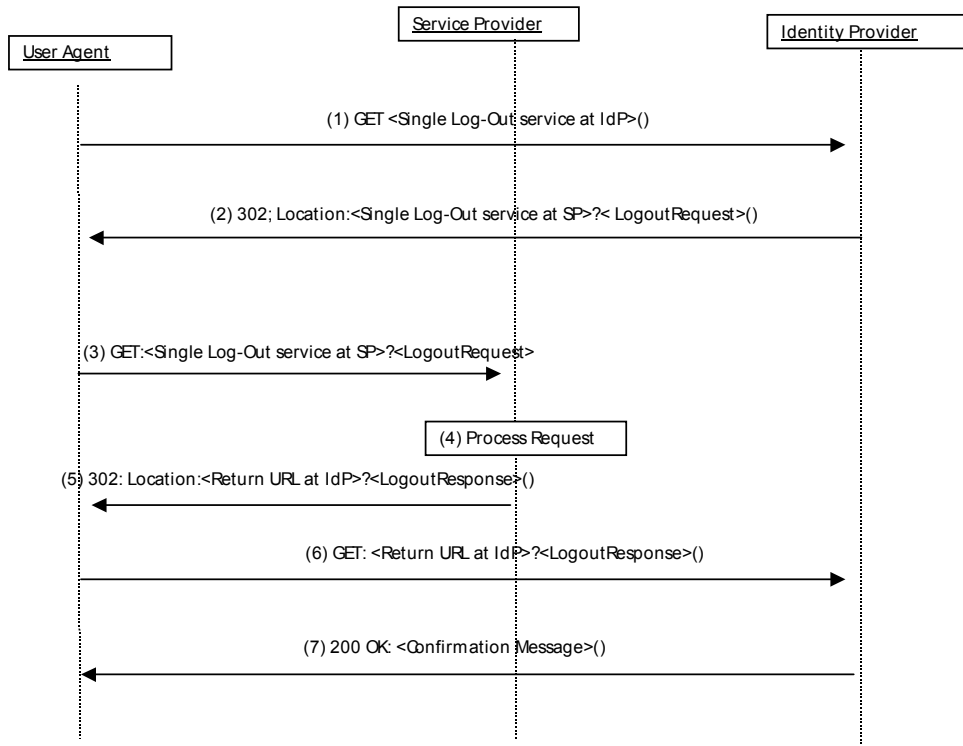 Service Provider
Identity Provider
User Agent
(1) GET <Single Log-Out service at IdP>()
(2) 302; Location:<Single Log-Out service at SP>?< LogoutRequest>()
(3) GET:<Single Log-Out service at SP>?<LogoutRequest>
(4) Process Request
(5) 302: Location:<Return URL at IdP>?<LogoutResponse>()
(6) GET: <Return URL at IdP>?<LogoutResponse>()
(7) 200 OK: <Confirmation Message>()